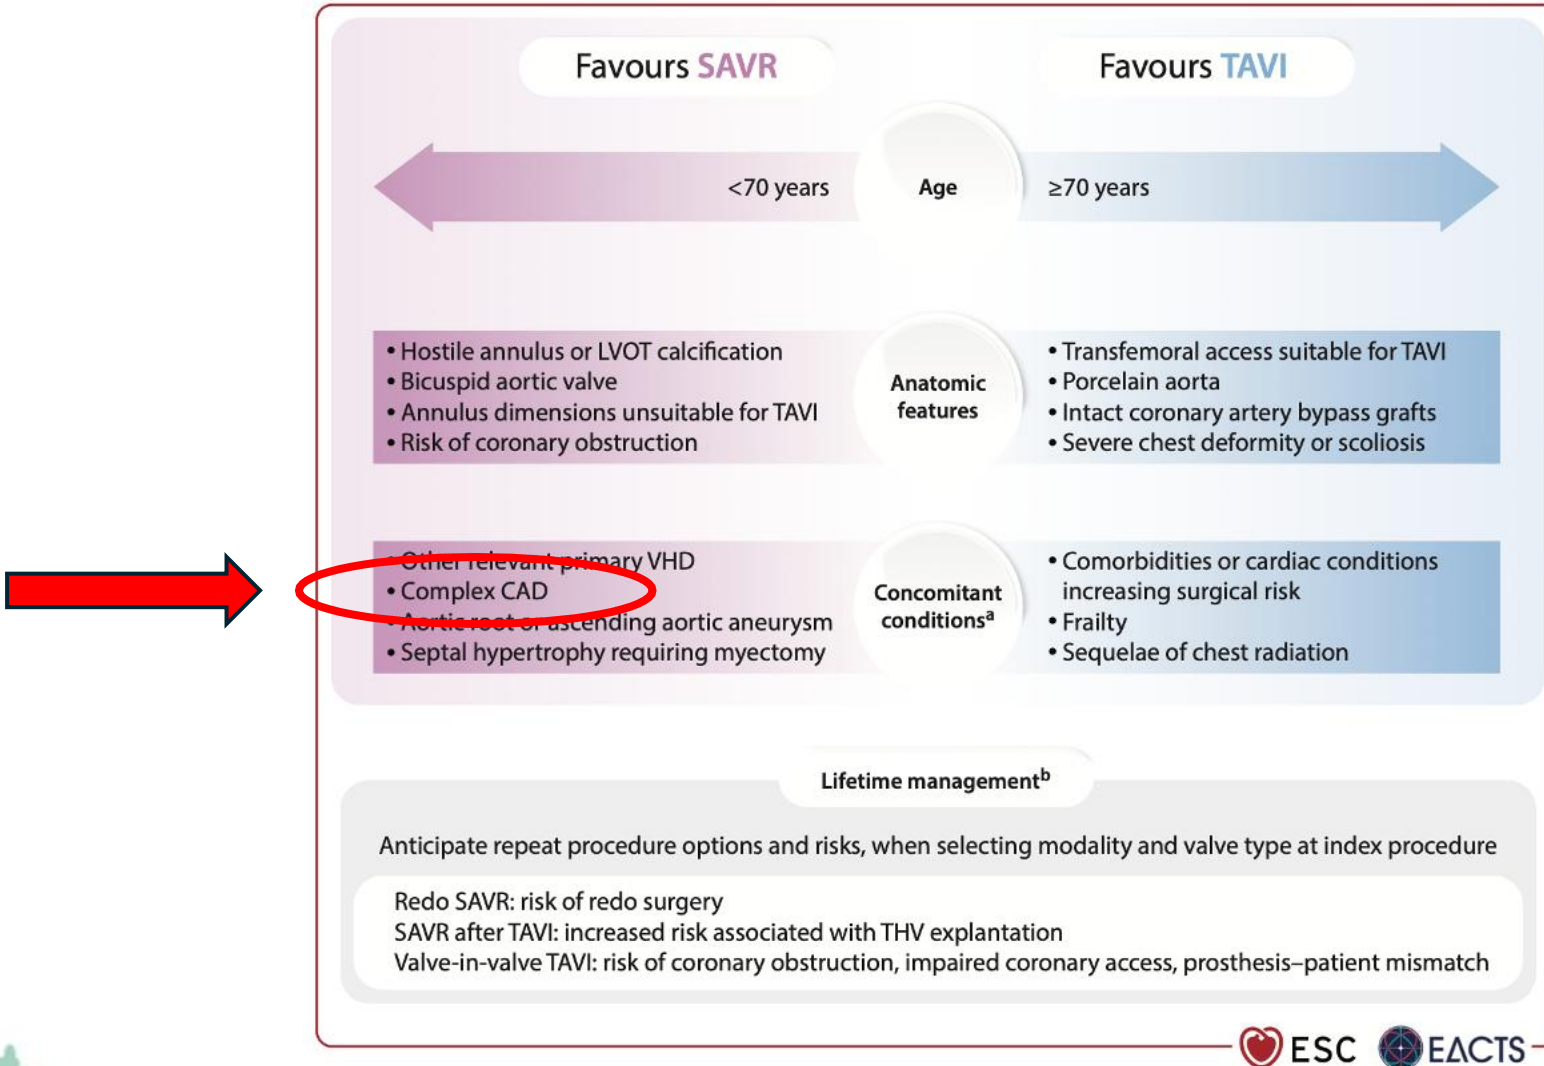 Favours SAVR
Favours TAVI
<70 years
Age
≥70 years
• Hostile annulus or LVOT calcification
• Bicuspid aortic valve
• Annulus dimensions unsuitable for TAVI
• Risk of coronary obstruction
Anatomic
features
• Transfemoral access suitable for TAVI
• Porcelain aorta
• Intact coronary artery bypass grafts
• Severe chest deformity or scoliosis
• Other relevant primary VHD
• Complex CAD
• Aortic root or ascending aortic aneurysm
• Septal hypertrophy requiring myectomy
Concomitant
conditionsᵃ
• Comorbidities or cardiac conditions
increasing surgical risk
• Frailty
• Sequelae of chest radiation
Lifetime managementᵇ
Anticipate repeat procedure options and risks, when selecting modality and valve type at index procedure
Redo SAVR: risk of redo surgery
SAVR after TAVI: increased risk associated with THV explantation
Valve-in-valve TAVI: risk of coronary obstruction, impaired coronary access, prosthesis–patient mismatch
ESC EACTS